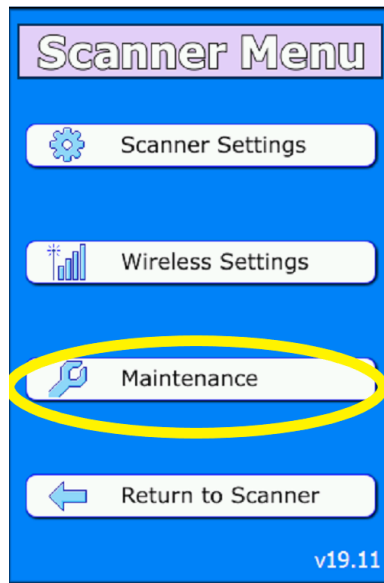 Scanner Menu
Scanner Settings
Wireless Settings
Maintenance
Return to Scanner
v19.11